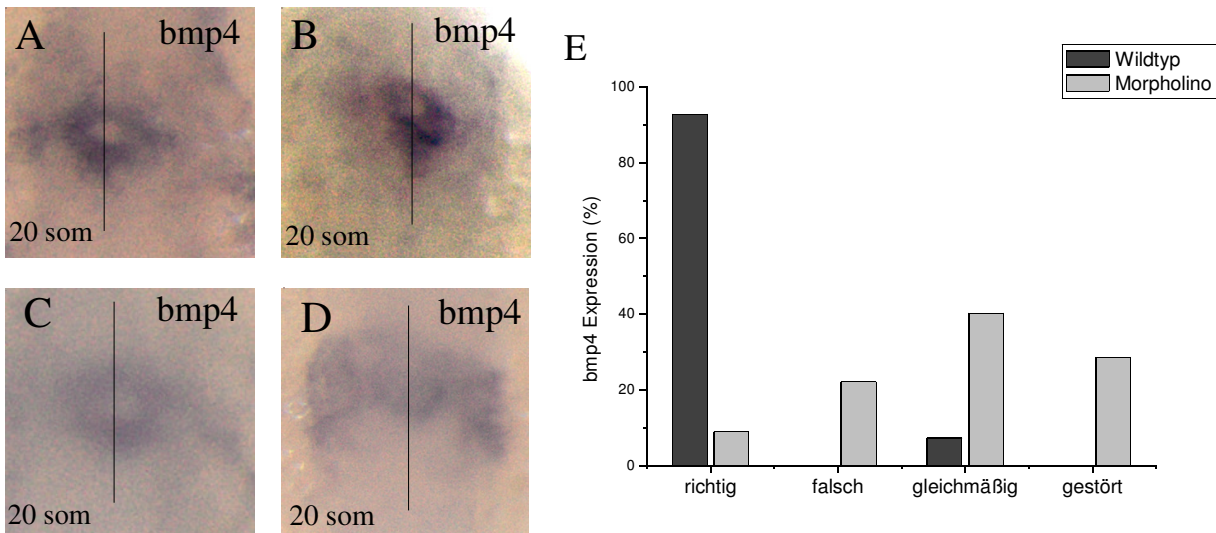 A
bmp4
20 som
B
bmp4
20 som
C
bmp4
20 som
D
bmp4
20 som
E
Wildtyp
Morpholino
bmp4 Expression (%)
100
80
60
40
20
0
richtig
falsch
gleichmäßig
gestört